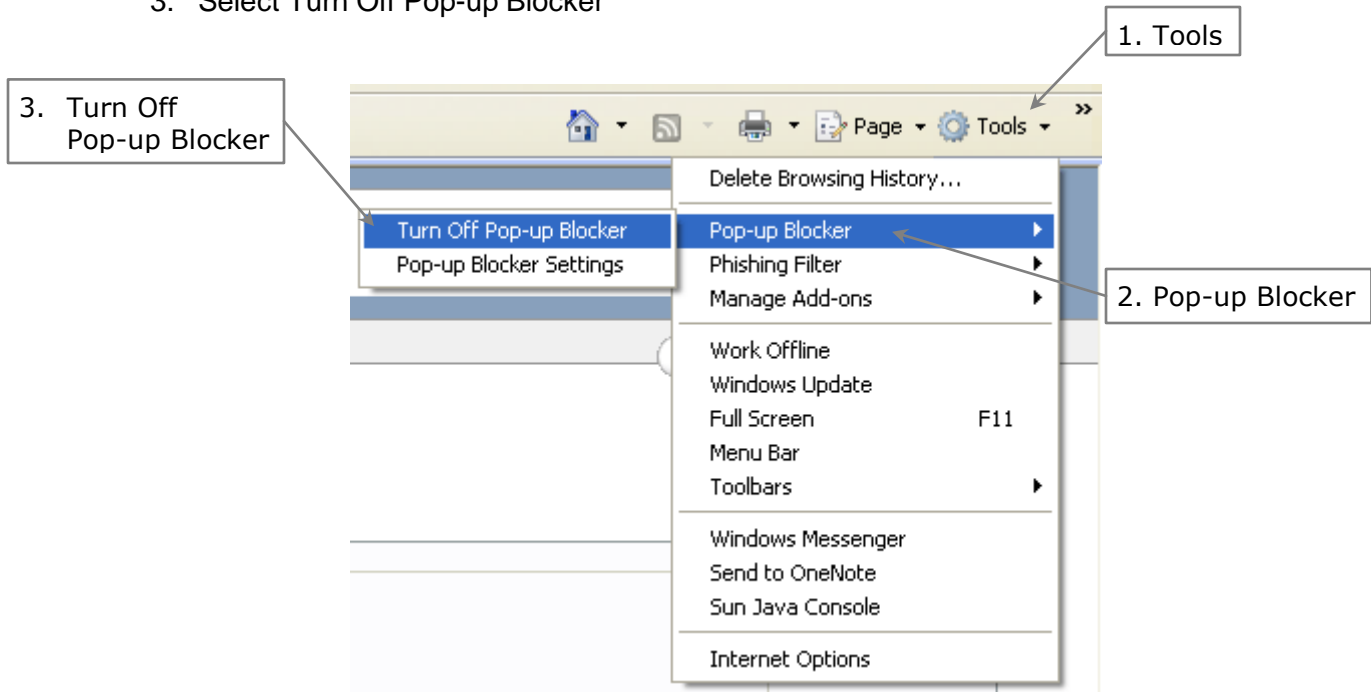 3. Select Turn Off Pop-up Blocker
1. Tools
3. Turn Off
Pop-up Blocker
Page Tools »
Delete Browsing History...
Turn Off Pop-up Blocker
Pop-up Blocker Settings
Pop-up Blocker
Phishing Filter
Manage Add-ons
2. Pop-up Blocker
Work Offline
Windows Update
Full Screen F11
Menu Bar
Toolbars
Windows Messenger
Send to OneNote
Sun Java Console
Internet Options